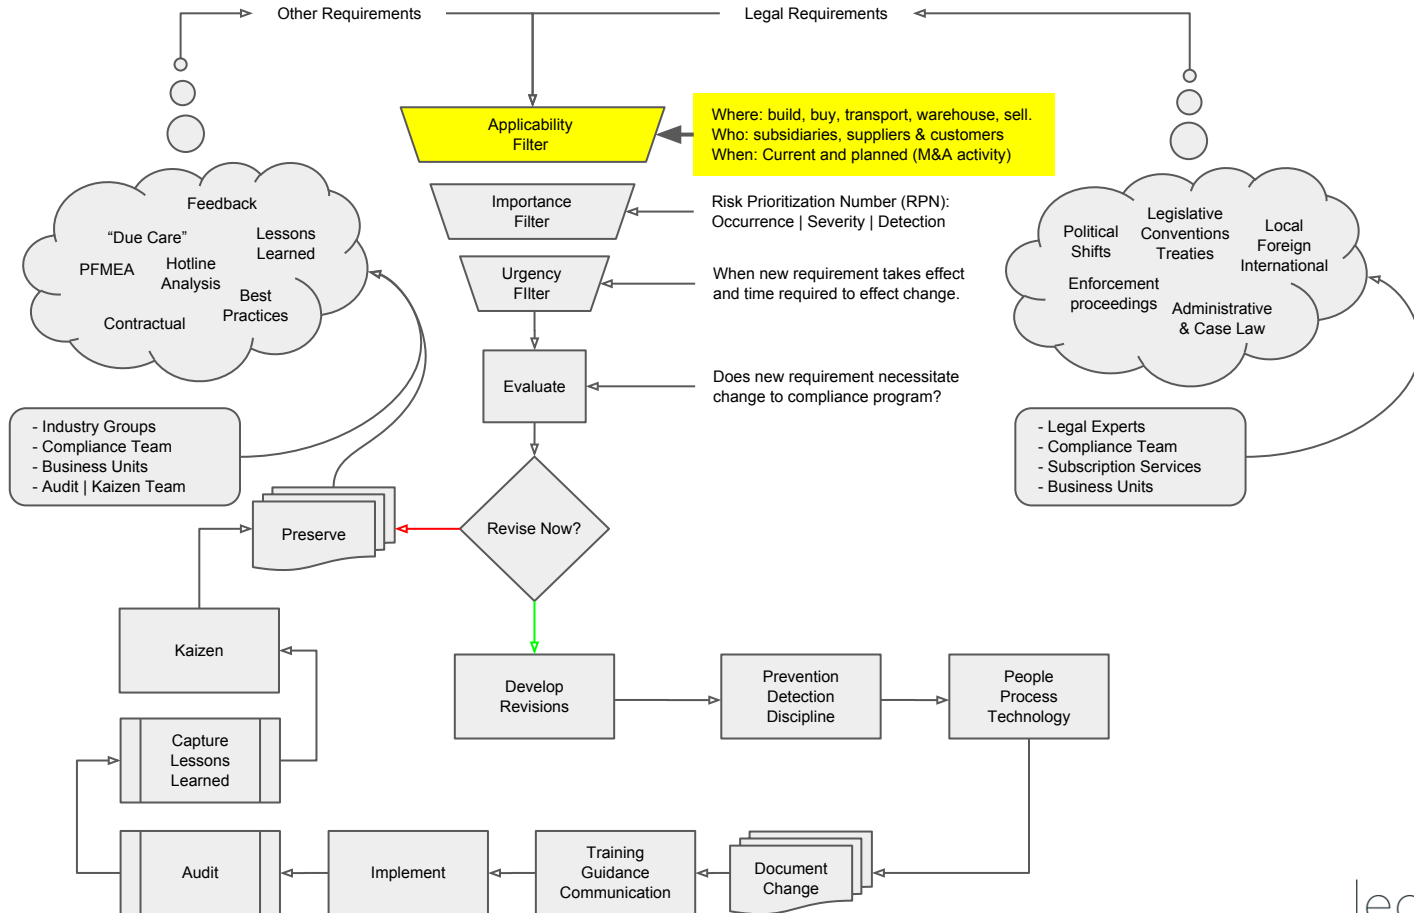 Other Requirements
Legal Requirements
Applicability
Filter
Where: build, buy, transport, warehouse, sell.
Who: subsidiaries, suppliers & customers
When: Current and planned (M&A activity)
Importance
Filter
Risk Prioritization Number (RPN):
Occurrence | Severity | Detection
Urgency
FIlter
When new requirement takes effect
and time required to effect change.
Evaluate
Does new requirement necessitate
change to compliance program?
Feedback
“Due Care”
Lessons
Learned
PFMEA
Hotline
Analysis
Best
Practices
Contractual
Political
Shifts
Legislative
Conventions
Treaties
Local
Foreign
International
Enforcement
proceedings
Administrative
& Case Law
- Industry Groups
- Compliance Team
- Business Units
- Audit | Kaizen Team
- Legal Experts
- Compliance Team
- Subscription Services
- Business Units
Preserve
Revise Now?
Kaizen
Develop
Revisions
Prevention
Detection
Discipline
People
Process
Technology
Capture
Lessons
Learned
Audit
Implement
Training
Guidance
Communication
Document
Change